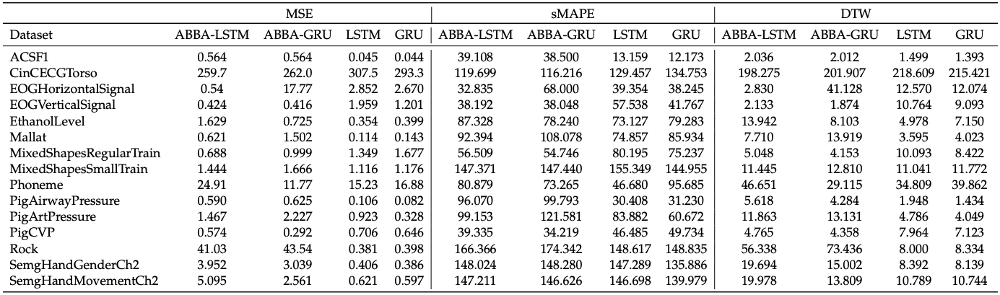 MSE sMAPE DTW
Dataset ABBA-LSTM ABBA-GRU LSTM GRU ABBA-LSTM ABBA-GRU LSTM GRU ABBA-LSTM ABBA-GRU LSTM GRU
ACSF1 0.564 0.564 0.045 0.044 39.108 38.500 13.159 12.173 2.036 2.012 1.499 1.393
CinCECGTorso 259.7 262.0 307.5 293.3 119.699 116.216 129.457 134.753 198.275 201.907 218.609 215.421
EOGHorizontalSignal 0.54 17.77 2.852 2.670 32.835 68.000 39.354 38.245 2.830 41.128 12.570 12.074
EOGVerticalSignal 0.424 0.416 1.959 1.201 38.192 38.048 57.538 41.767 2.133 1.874 10.764 9.093
EthanolLevel 1.629 0.725 0.354 0.399 87.328 78.240 73.127 79.283 13.942 8.103 4.978 7.150
Mallat 0.621 1.502 0.114 0.143 92.394 108.078 74.857 85.934 7.710 13.919 3.595 4.023
MixedShapesRegularTrain 0.688 0.999 1.349 1.677 56.509 54.746 80.195 75.237 5.048 4.153 10.093 8.422
MixedShapesSmallTrain 1.444 1.666 1.116 1.176 147.371 147.440 155.349 144.955 11.445 12.810 11.041 11.772
Phoneme 24.91 11.77 15.23 16.88 80.879 73.265 46.680 95.685 46.651 29.115 34.809 39.862
PigAirwayPressure 0.590 0.625 0.106 0.082 96.070 99.793 30.408 31.230 5.618 4.284 1.948 1.434
PigArtPressure 1.467 2.227 0.923 0.328 99.153 121.581 83.882 60.672 11.863 13.131 4.786 4.049
PigCVP 0.574 0.292 0.706 0.646 39.335 34.219 46.485 49.734 4.765 4.358 7.964 7.123
Rock 41.03 43.54 0.381 0.398 166.366 174.342 148.617 148.835 56.338 73.436 8.000 8.334
SemgHandGenderCh2 3.952 3.039 0.406 0.386 148.024 148.280 147.289 135.886 19.694 15.002 8.392 8.139
SemgHandMovementCh2 5.095 2.561 0.621 0.597 147.211 146.626 146.698 139.979 19.978 13.809 10.789 10.744